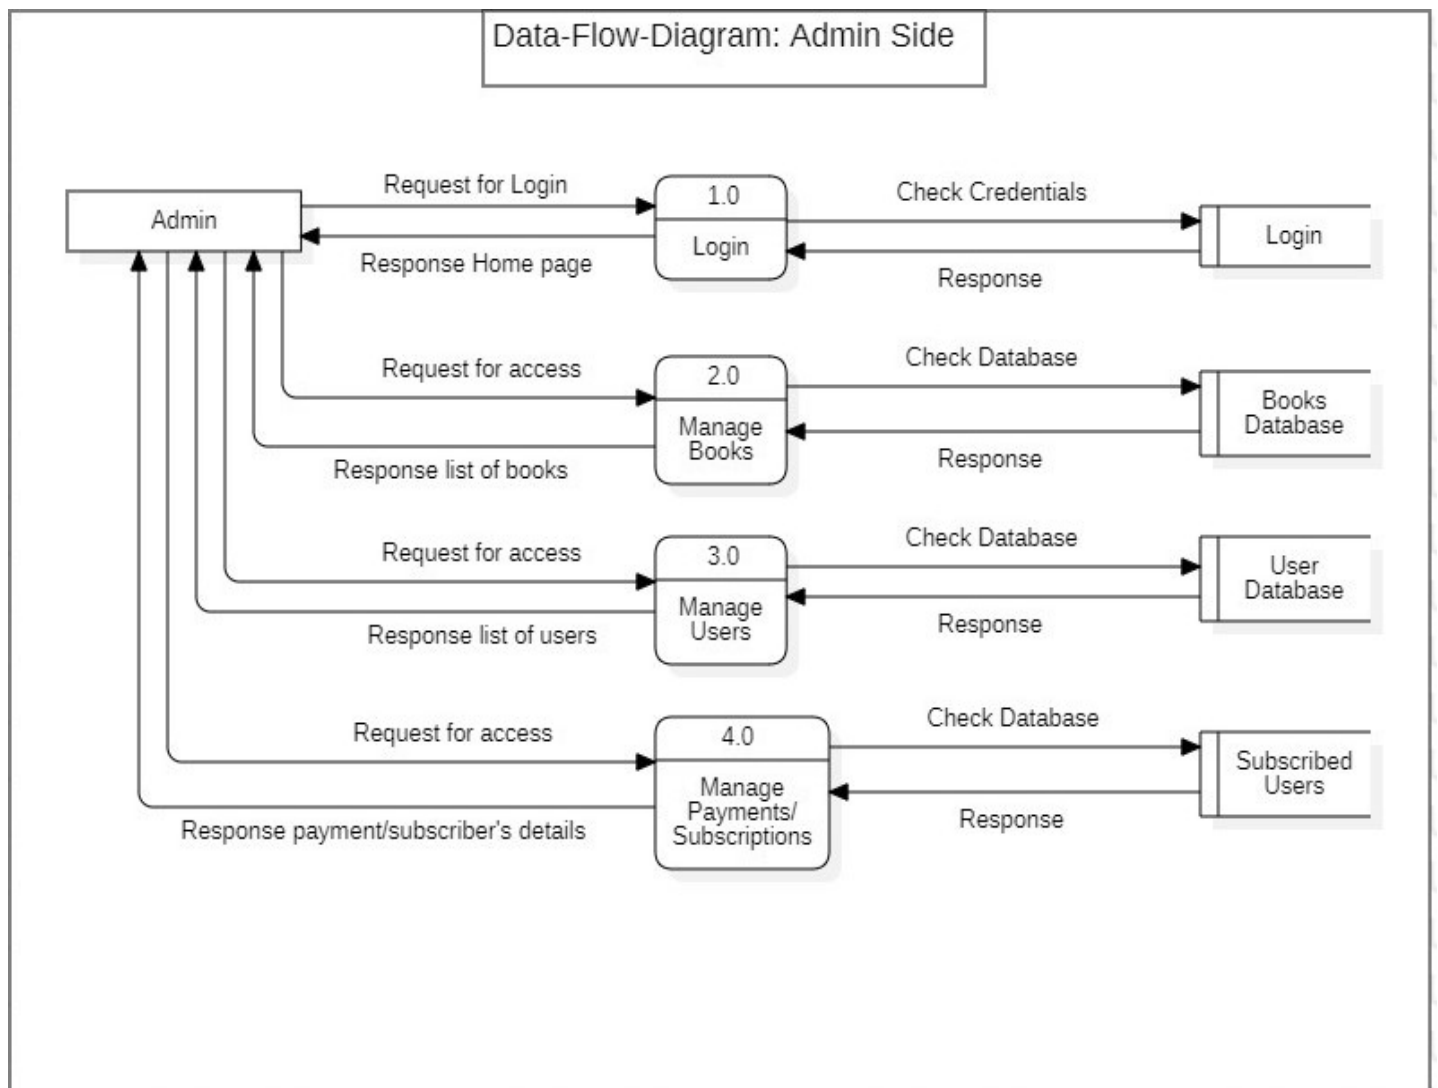 Data-Flow-Diagram: Admin Side
Request for Login
1.0
Check Credentials
Admin
Login
Login
Response Home page
Response
Request for access
2.0
Check Database
Manage
Books
Books
Database
Response list of books
Response
Request for access
3.0
Check Database
Manage
Users
User
Database
Response list of users
Response
Request for access
4.0
Check Database
Manage
Payments/
Subscriptions
Subscribed
Users
Response payment/subscriber's details
Response